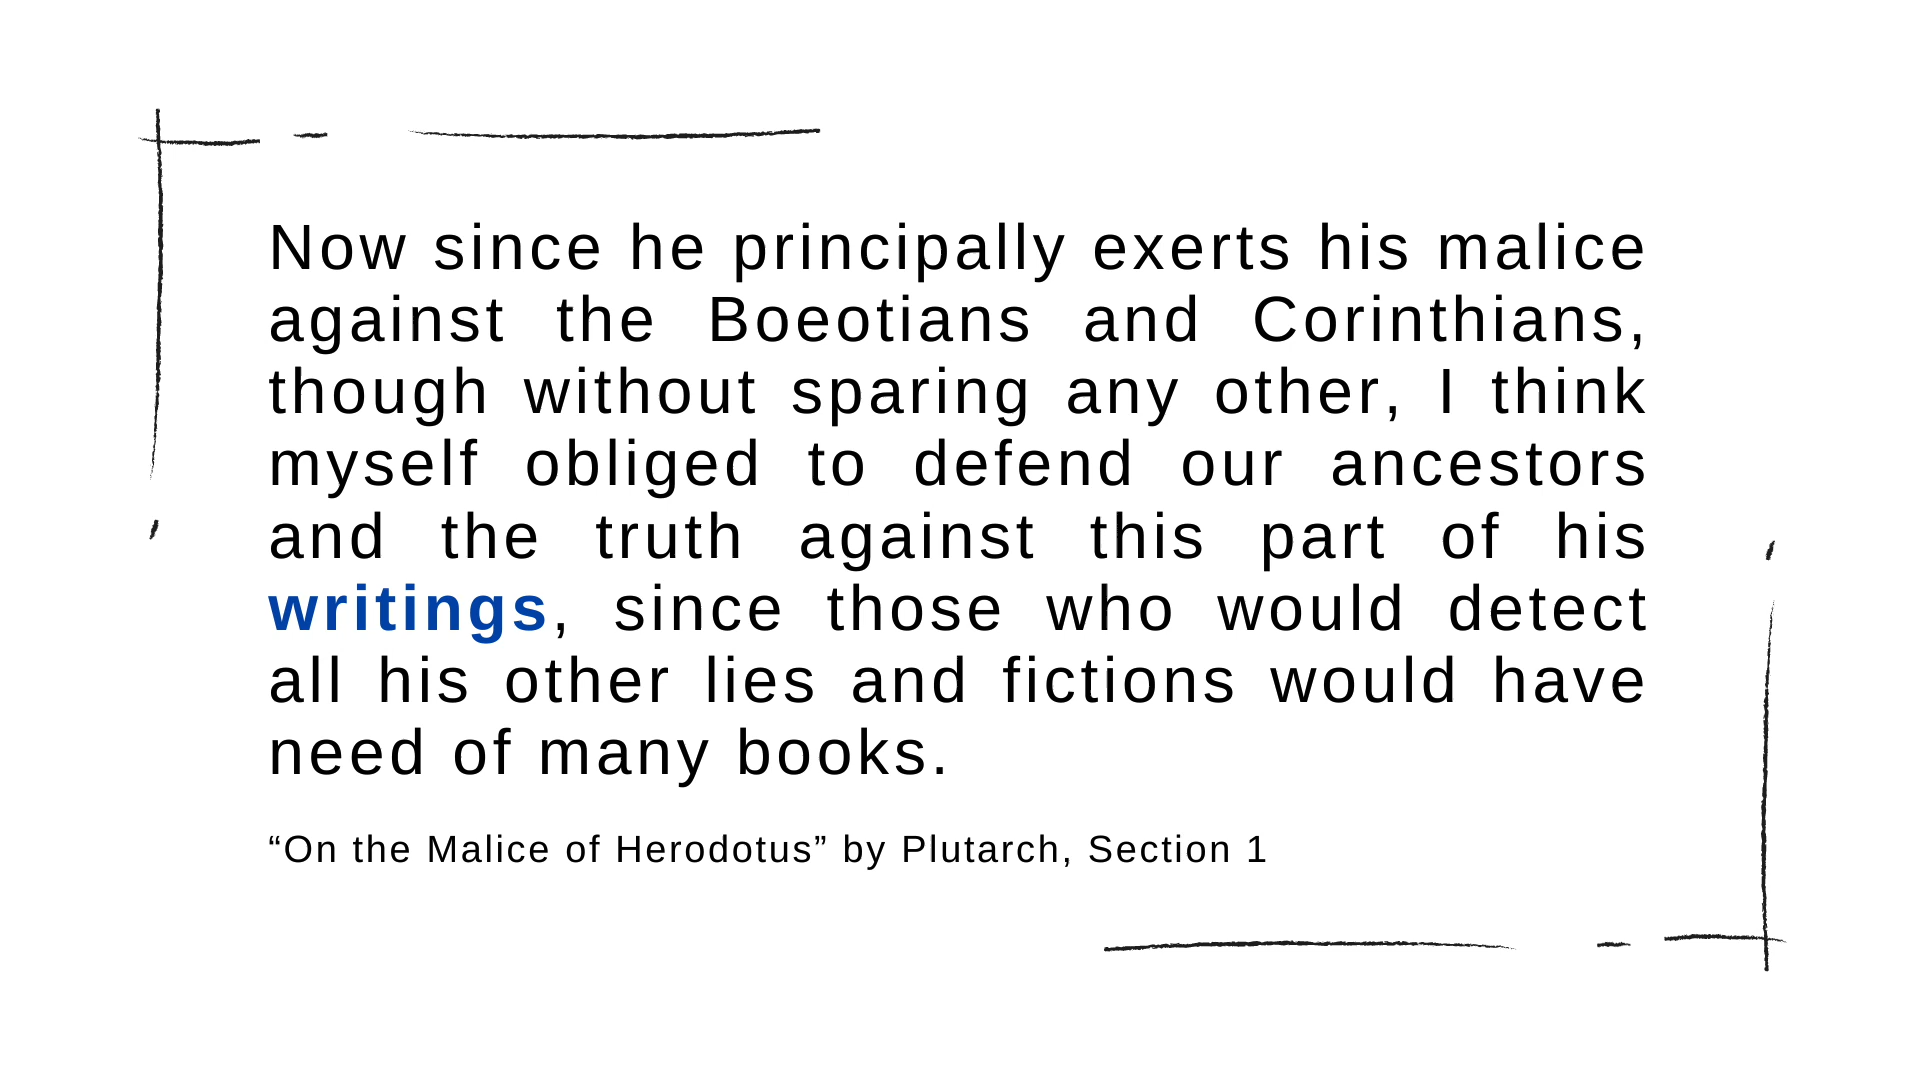 Now since he principally exerts his malice
against the Boeotians and Corinthians,
though without sparing any other, I think
myself obliged to defend our ancestors
and the truth against this part of his
writings, since those who would detect
all his other lies and fictions would have
need of many books.
“On the Malice of Herodotus” by Plutarch, Section 1